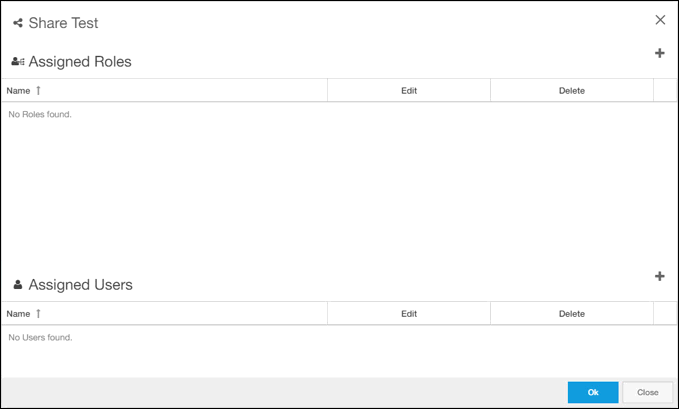 Share Test
Assigned Roles
Name Edit Delete
No Roles found.
Assigned Users
Name Edit Delete
No Users found.
Ok Close